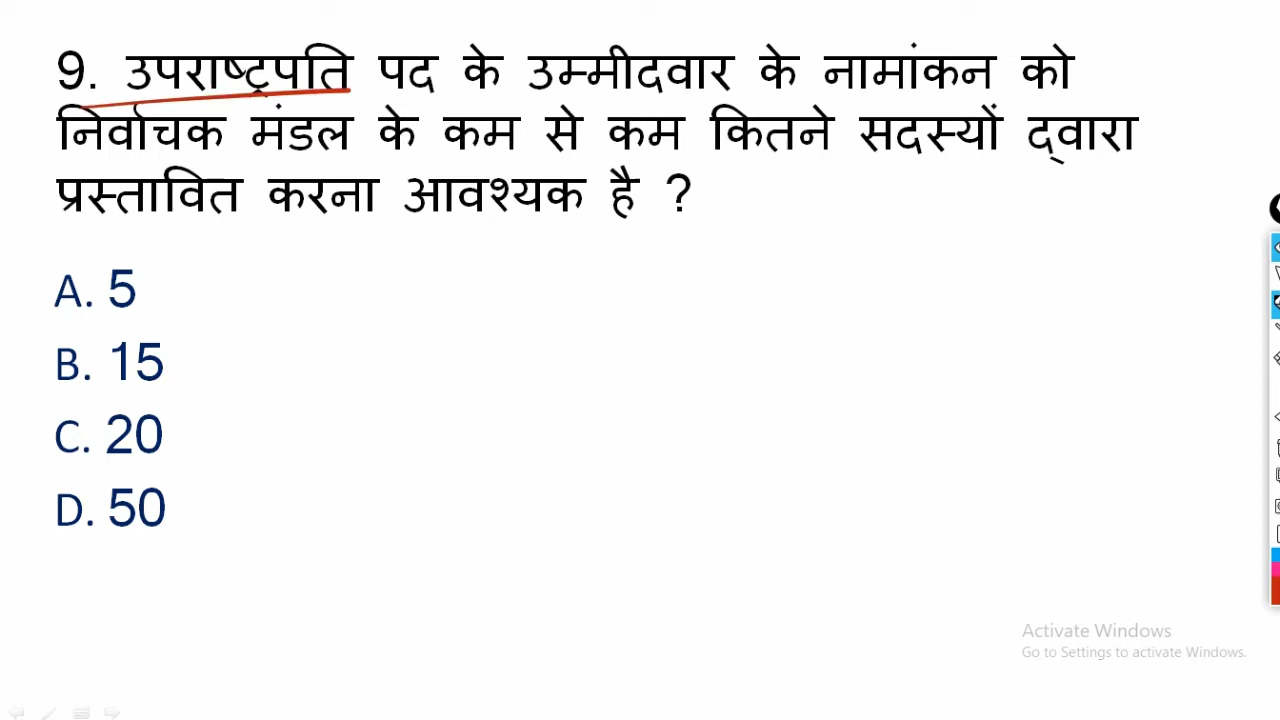 9. उपराष्ट्रपति पद के उम्मीदवार के नामांकन को
निर्वाचक मंडल के कम से कम कितने सदस्यों द्वारा
प्रस्तावित करना आवश्यक है ?
A. 5
B. 15
C. 20
D. 50
Activate Windows
Go to Settings to activate Windows.